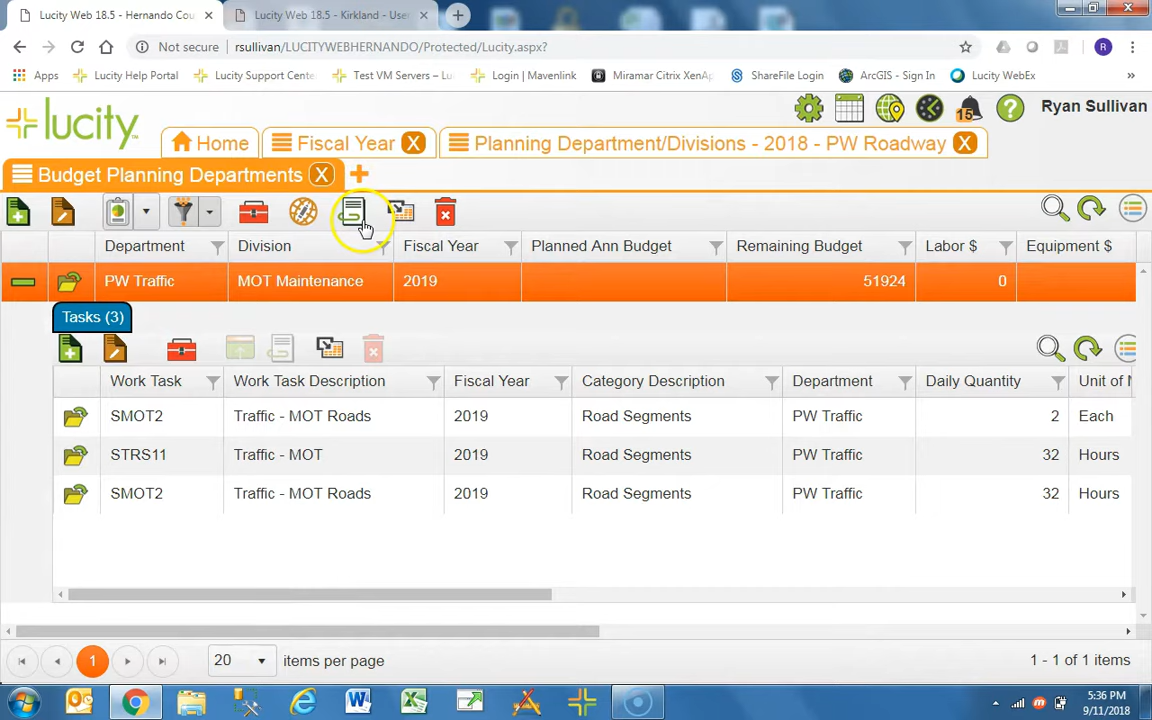 Lucity Web 18.5 - Hernando Cou
Lucity Web 18.5 - Kirkland - Use
Not secure
rsullivan/LUCITYWEBHERNANDO/Protected/Lucity.aspx?
R
Apps
Lucity Help Portal
Lucity Support Cente
Test VM Servers – Lu
Login | Mavenlink
Miramar Citrix XenAp
ShareFile Login
ArcGIS - Sign In
Lucity WebEx
»
lucity
15
Ryan Sullivan
Home
Fiscal Year X
Planning Department/Divisions - 2018 - PW Roadway X
Budget Planning Departments X
Department Division Fiscal Year Planned Ann Budget Remaining Budget Labor $ Equipment $
PW Traffic MOT Maintenance 2019 51924 0
Tasks (3)
Work Task Work Task Description Fiscal Year Category Description Department Daily Quantity Unit of M
SMOT2 Traffic - MOT Roads 2019 Road Segments PW Traffic 2 Each
STRS11 Traffic - MOT 2019 Road Segments PW Traffic 32 Hours
SMOT2 Traffic - MOT Roads 2019 Road Segments PW Traffic 32 Hours
1
20
items per page
1 - 1 of 1 items
5:36 PM
9/11/2018